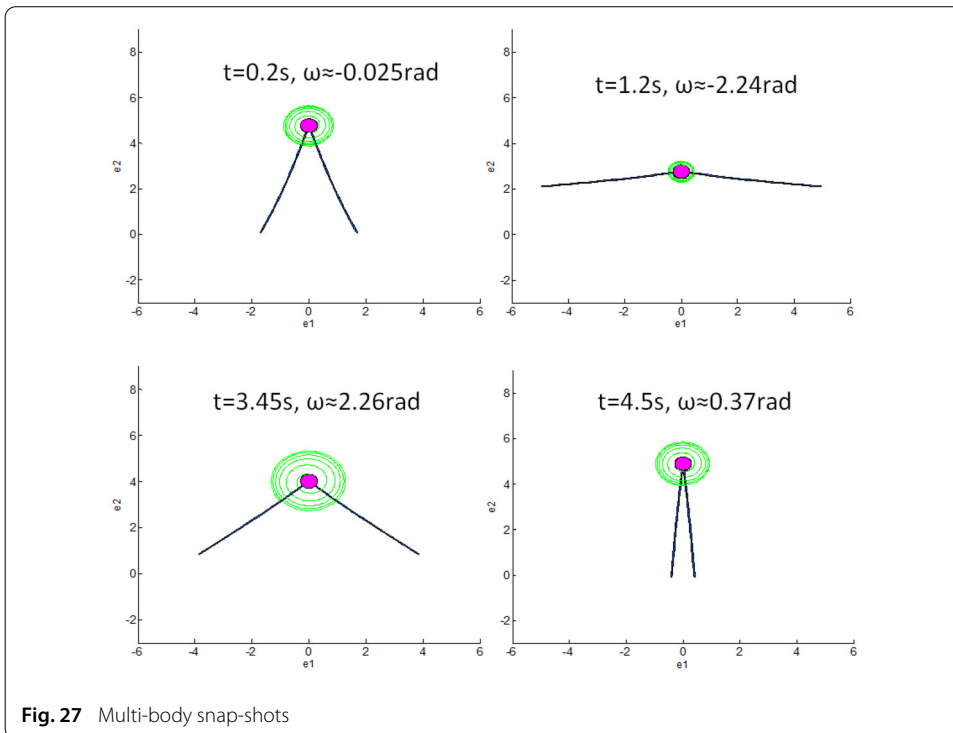 t=0.2s, ω≈-0.025rad
8
6
4
2
0
-2
e2
-6 -4 -2 0 2 4 6
e1
t=1.2s, ω≈-2.24rad
8
6
4
2
0
-2
e2
-6 -4 -2 0 2 4 6
e1
t=3.45s, ω≈2.26rad
8
6
4
2
0
-2
e2
-6 -4 -2 0 2 4 6
e1
t=4.5s, ω≈0.37rad
8
6
4
2
0
-2
e2
-6 -4 -2 0 2 4 6
e1
Fig. 27 Multi-body snap-shots